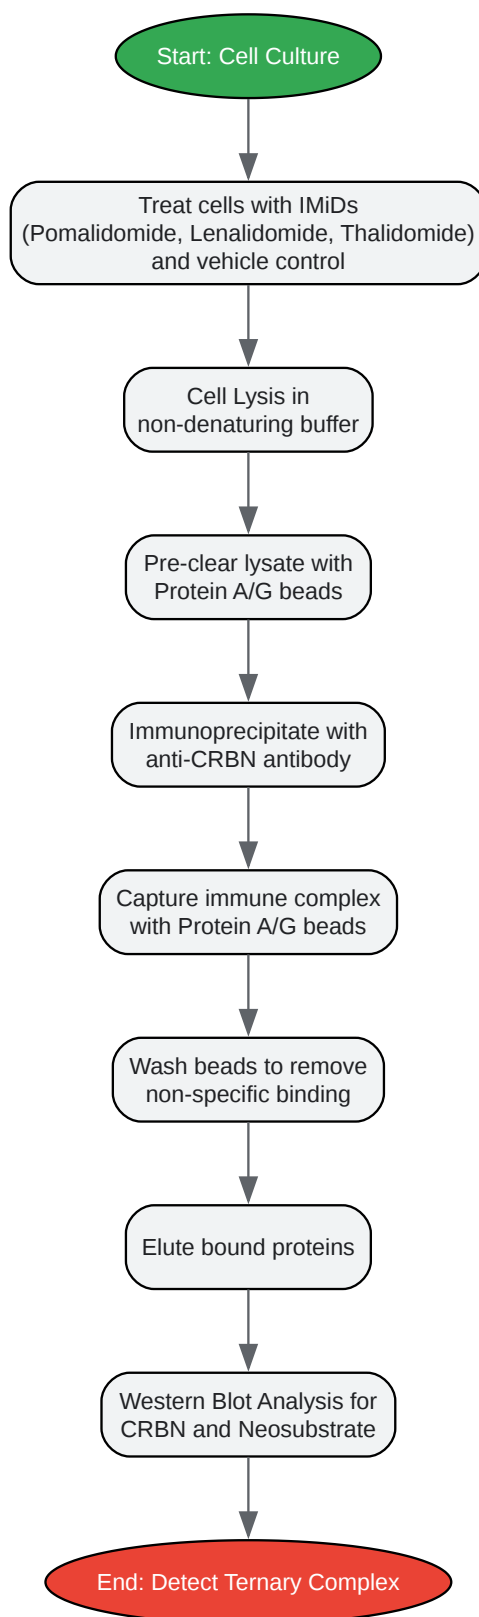 Start: Cell Culture
Treat cells with IMiDs
(Pomalidomide, Lenalidomide, Thalidomide)
and vehicle control
Cell Lysis in
non-denaturing buffer
Pre-clear lysate with
Protein A/G beads
Immunoprecipitate with
anti-CRBN antibody
Capture immune complex
with Protein A/G beads
Wash beads to remove
non-specific binding
Elute bound proteins
Western Blot Analysis for
CRBN and Neosubstrate
End: Detect Ternary Complex